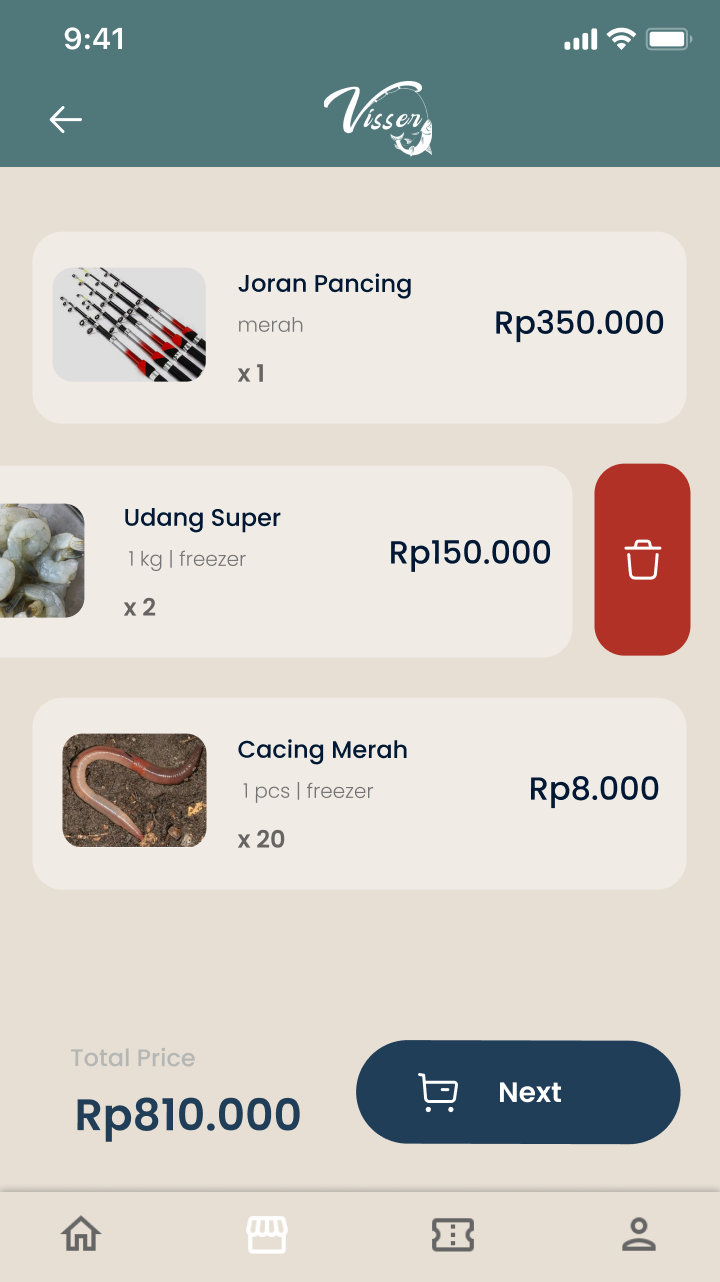 9:41
Visser
Joran Pancing
merah
Rp350.000
x 1
Udang Super
1 kg | freezer
Rp150.000
x 2
Cacing Merah
1 pcs | freezer
Rp8.000
x 20
Total Price
Rp810.000
Next